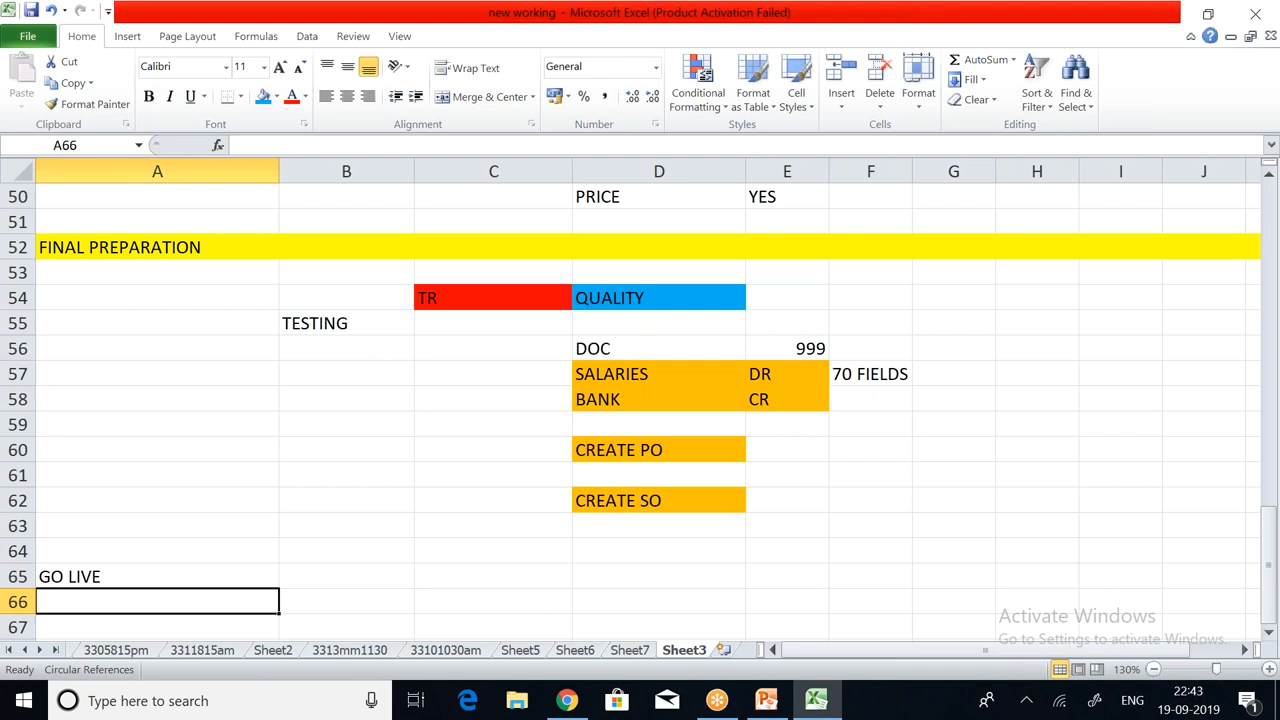 new working - Microsoft Excel (Product Activation Failed)
File Home Insert Page Layout Formulas Data Review View
Cut
Copy
Format Painter
Paste
Clipboard
Calibri 11
B I U
Font
Wrap Text
Merge & Center
Alignment
General
Number
Conditional Formatting
Format as Table
Cell Styles
Styles
Insert
Delete
Format
Cells
AutoSum
Fill
Clear
Sort & Filter
Find & Select
Editing
A66 fx
A B C D E F G H I J
50 PRICE YES
51
52 FINAL PREPARATION
53
54 TR QUALITY
55 TESTING
56 DOC 999
57 SALARIES DR 70 FIELDS
58 BANK CR
59
60 CREATE PO
61
62 CREATE SO
63
64
65 GO LIVE
66
67
Activate Windows
Go to Settings to activate Windows.
3305815pm 3311815am Sheet2 3313mm1130 33101030am Sheet5 Sheet6 Sheet7 Sheet3
Ready Circular References 130%
Type here to search
ENG
22:43
19-09-2019
1